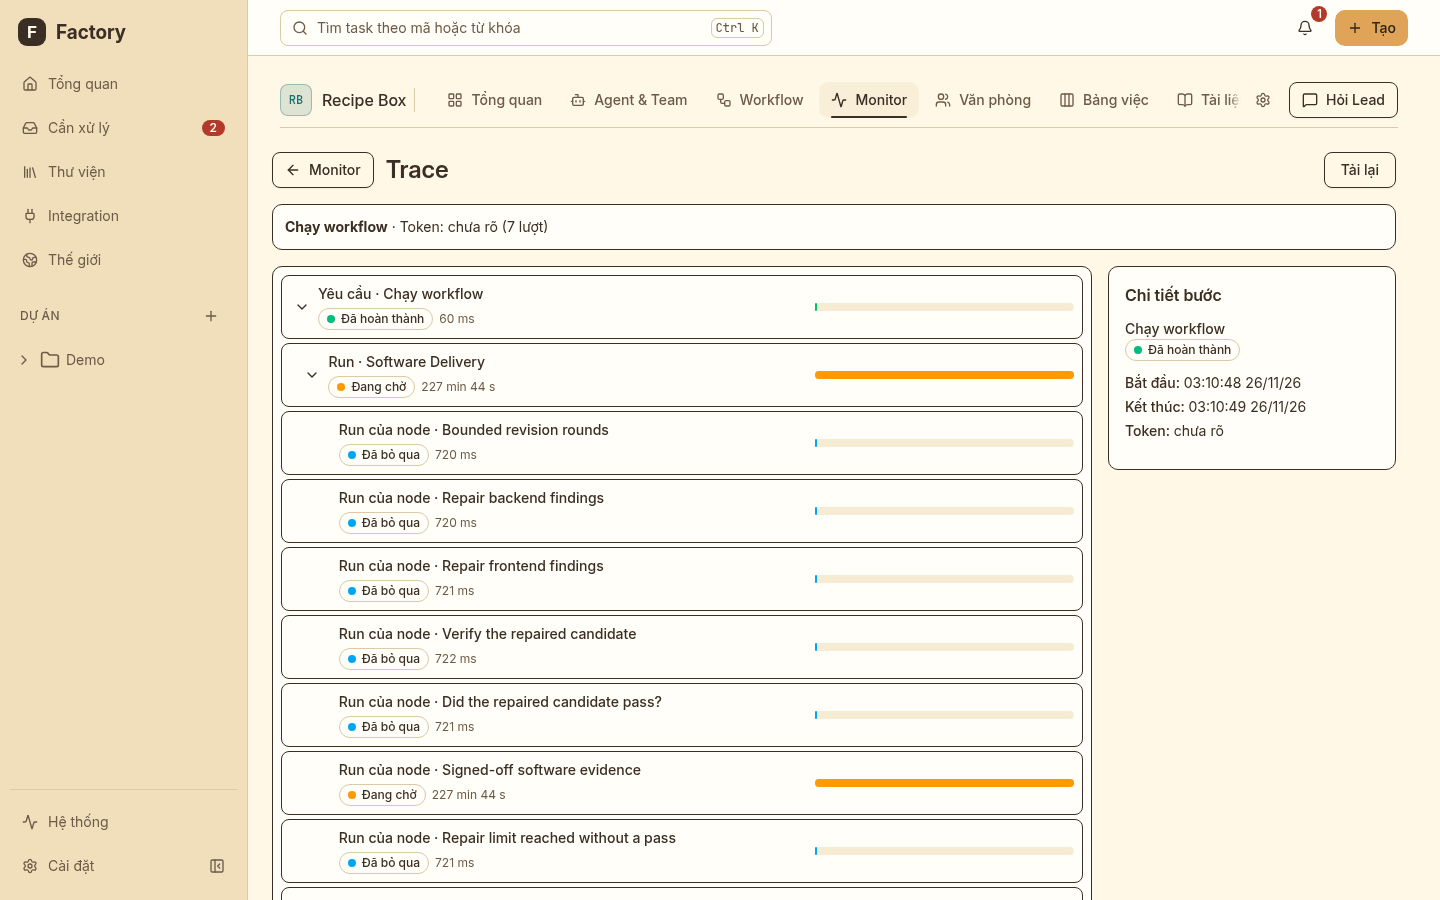 F Factory
Tìm task theo mã hoặc từ khóa
Ctrl K
1
Tạo
Tổng quan
Cần xử lý
2
Thư viện
Integration
Thế giới
DỰ ÁN
Demo
Hệ thống
Cài đặt
RB Recipe Box
Tổng quan
Agent & Team
Workflow
Monitor
Văn phòng
Bảng việc
Tài liệ
Hỏi Lead
Monitor
Trace
Tải lại
Chạy workflow · Token: chưa rõ (7 lượt)
Yêu cầu · Chạy workflow
Đã hoàn thành 60 ms
Run · Software Delivery
Đang chờ 227 min 44 s
Run của node · Bounded revision rounds
Đã bỏ qua 720 ms
Run của node · Repair backend findings
Đã bỏ qua 720 ms
Run của node · Repair frontend findings
Đã bỏ qua 721 ms
Run của node · Verify the repaired candidate
Đã bỏ qua 722 ms
Run của node · Did the repaired candidate pass?
Đã bỏ qua 721 ms
Run của node · Signed-off software evidence
Đang chờ 227 min 44 s
Run của node · Repair limit reached without a pass
Đã bỏ qua 721 ms
Chi tiết bước
Chạy workflow
Đã hoàn thành
Bắt đầu: 03:10:48 26/11/26
Kết thúc: 03:10:49 26/11/26
Token: chưa rõ